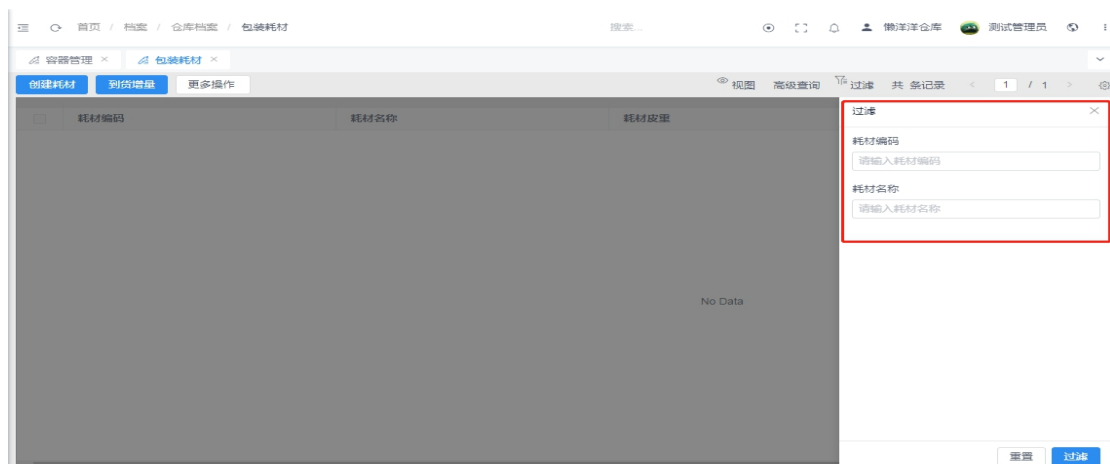 首页 / 档案 / 仓库档案 / 包装耗材 搜索... 懒洋洋仓库 测试管理员
容器管理 × 包装耗材 ×
创建耗材 到货增量 更多操作 视图 高级查询 过滤 共 条记录 < 1 / 1 >
耗材编码 耗材名称 耗材皮重
过滤 ×
耗材编码
请输入耗材编码
耗材名称
请输入耗材名称
No Data
重置 过滤